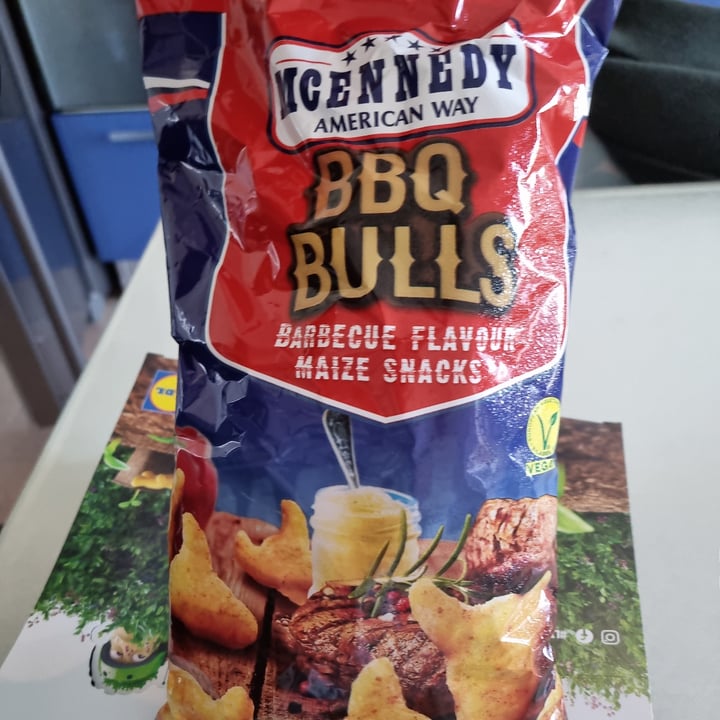 McENNEDY
AMERICAN WAY
BBQ
BULLS
BARBECUE FLAVOUR
MAIZE SNACKS
VEGAN